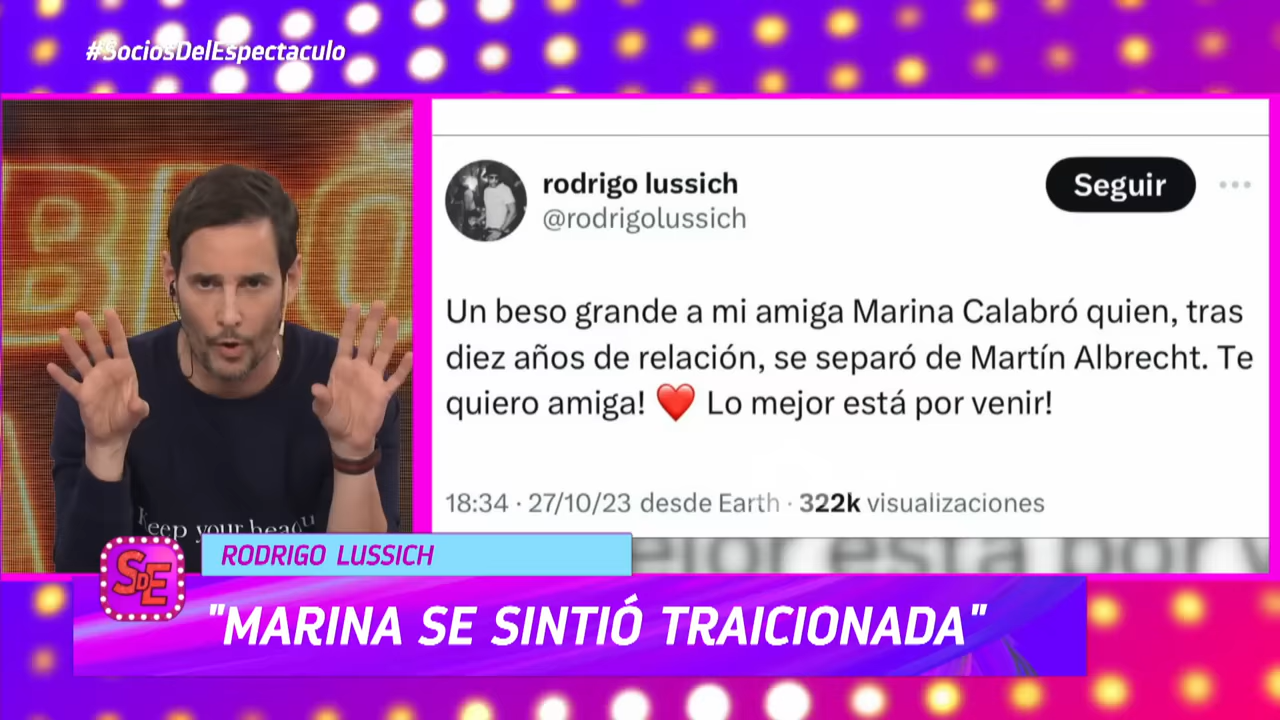 #SociosDelEspectaculo
rodrigo lussich
@rodrigolussich
Seguir
Un beso grande a mi amiga Marina Calabró quien, tras
diez años de relación, se separó de Martín Albrecht. Te
quiero amiga! ❤️ Lo mejor está por venir!
18:34 · 27/10/23 desde Earth · 322k visualizaciones
Keep your
SDE
RODRIGO LUSSICH
"MARINA SE SINTIÓ TRAICIONADA"